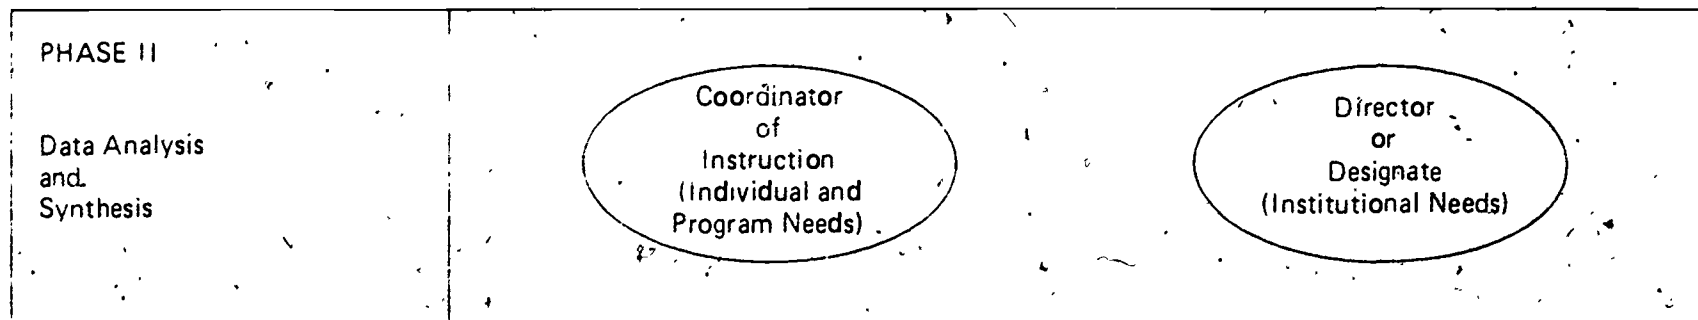 PHASE II
Data Analysis
and
Synthesis
Coordinator
of
Instruction
(Individual and
Program Needs)
Director
or
Designate
(Institutional Needs)